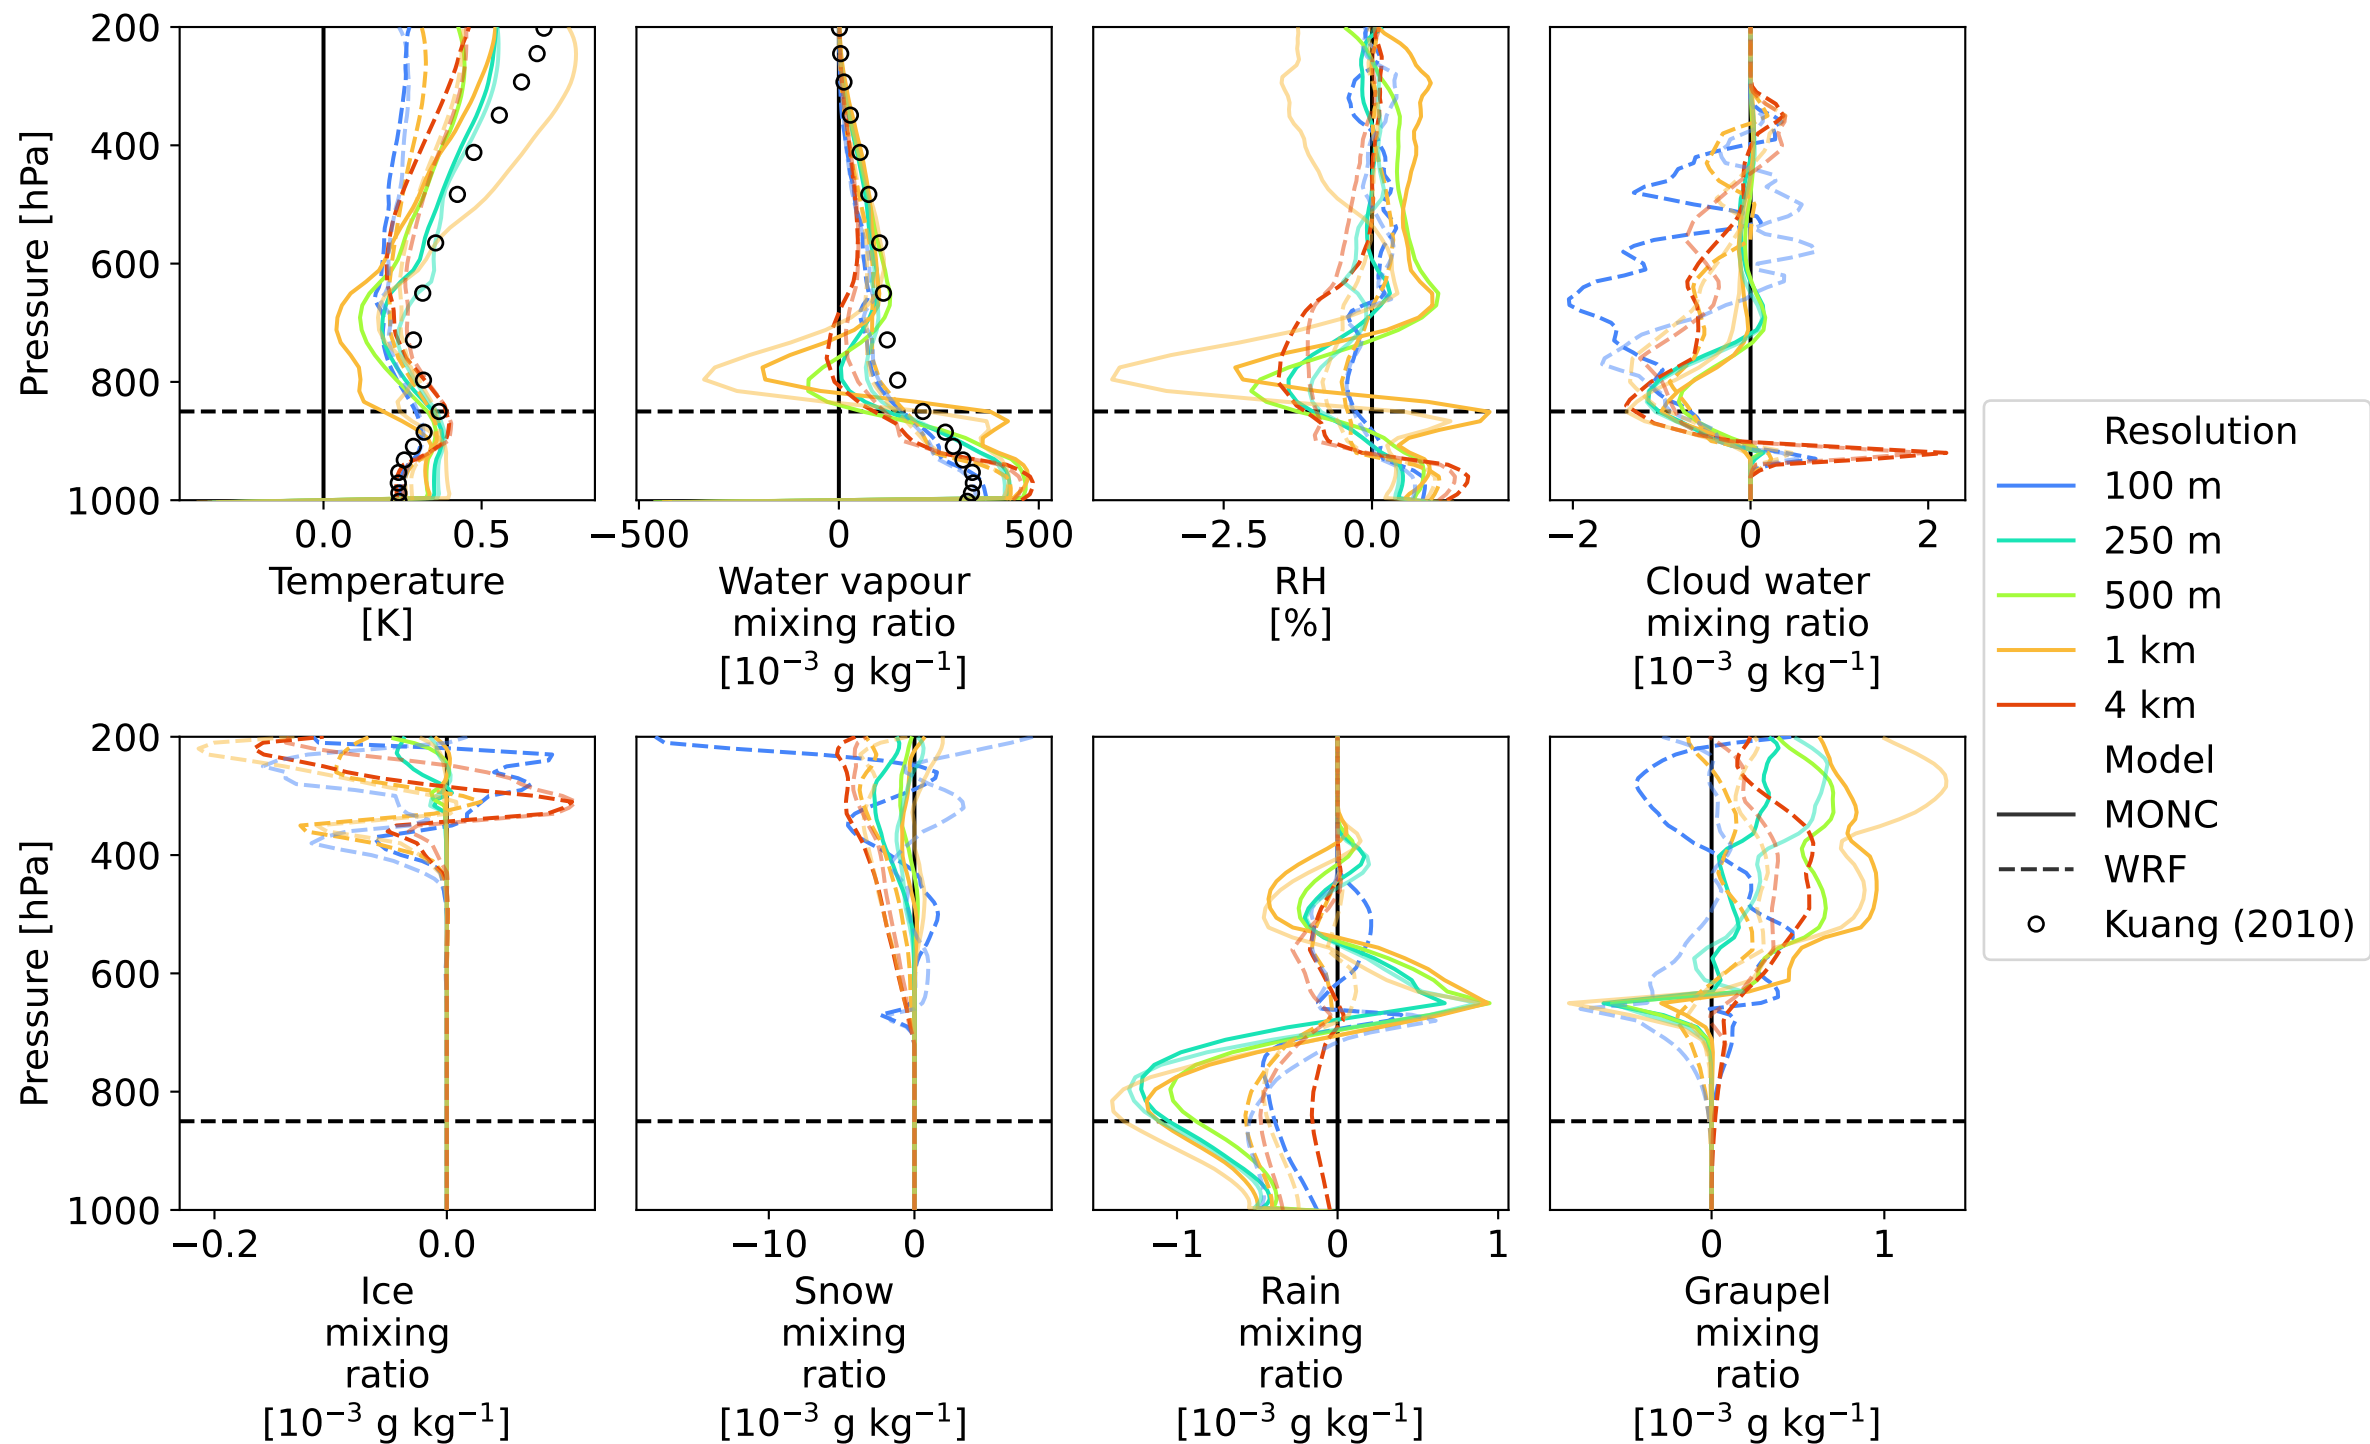 200
400
600
800
1000
Pressure [hPa]
0.0 0.5
−500 0 500
−2.5 0.0
−2 0 2
Temperature
[K]
Water vapour
mixing ratio
[10⁻³ g kg⁻¹]
RH
[%]
Cloud water
mixing ratio
[10⁻³ g kg⁻¹]
Resolution
100 m
250 m
500 m
1 km
4 km
Model
MONC
WRF
Kuang (2010)
200
400
600
800
1000
Pressure [hPa]
−0.2 0.0
−10 0
−1 0 1
0 1
Ice
mixing
ratio
[10⁻³ g kg⁻¹]
Snow
mixing
ratio
[10⁻³ g kg⁻¹]
Rain
mixing
ratio
[10⁻³ g kg⁻¹]
Graupel
mixing
ratio
[10⁻³ g kg⁻¹]